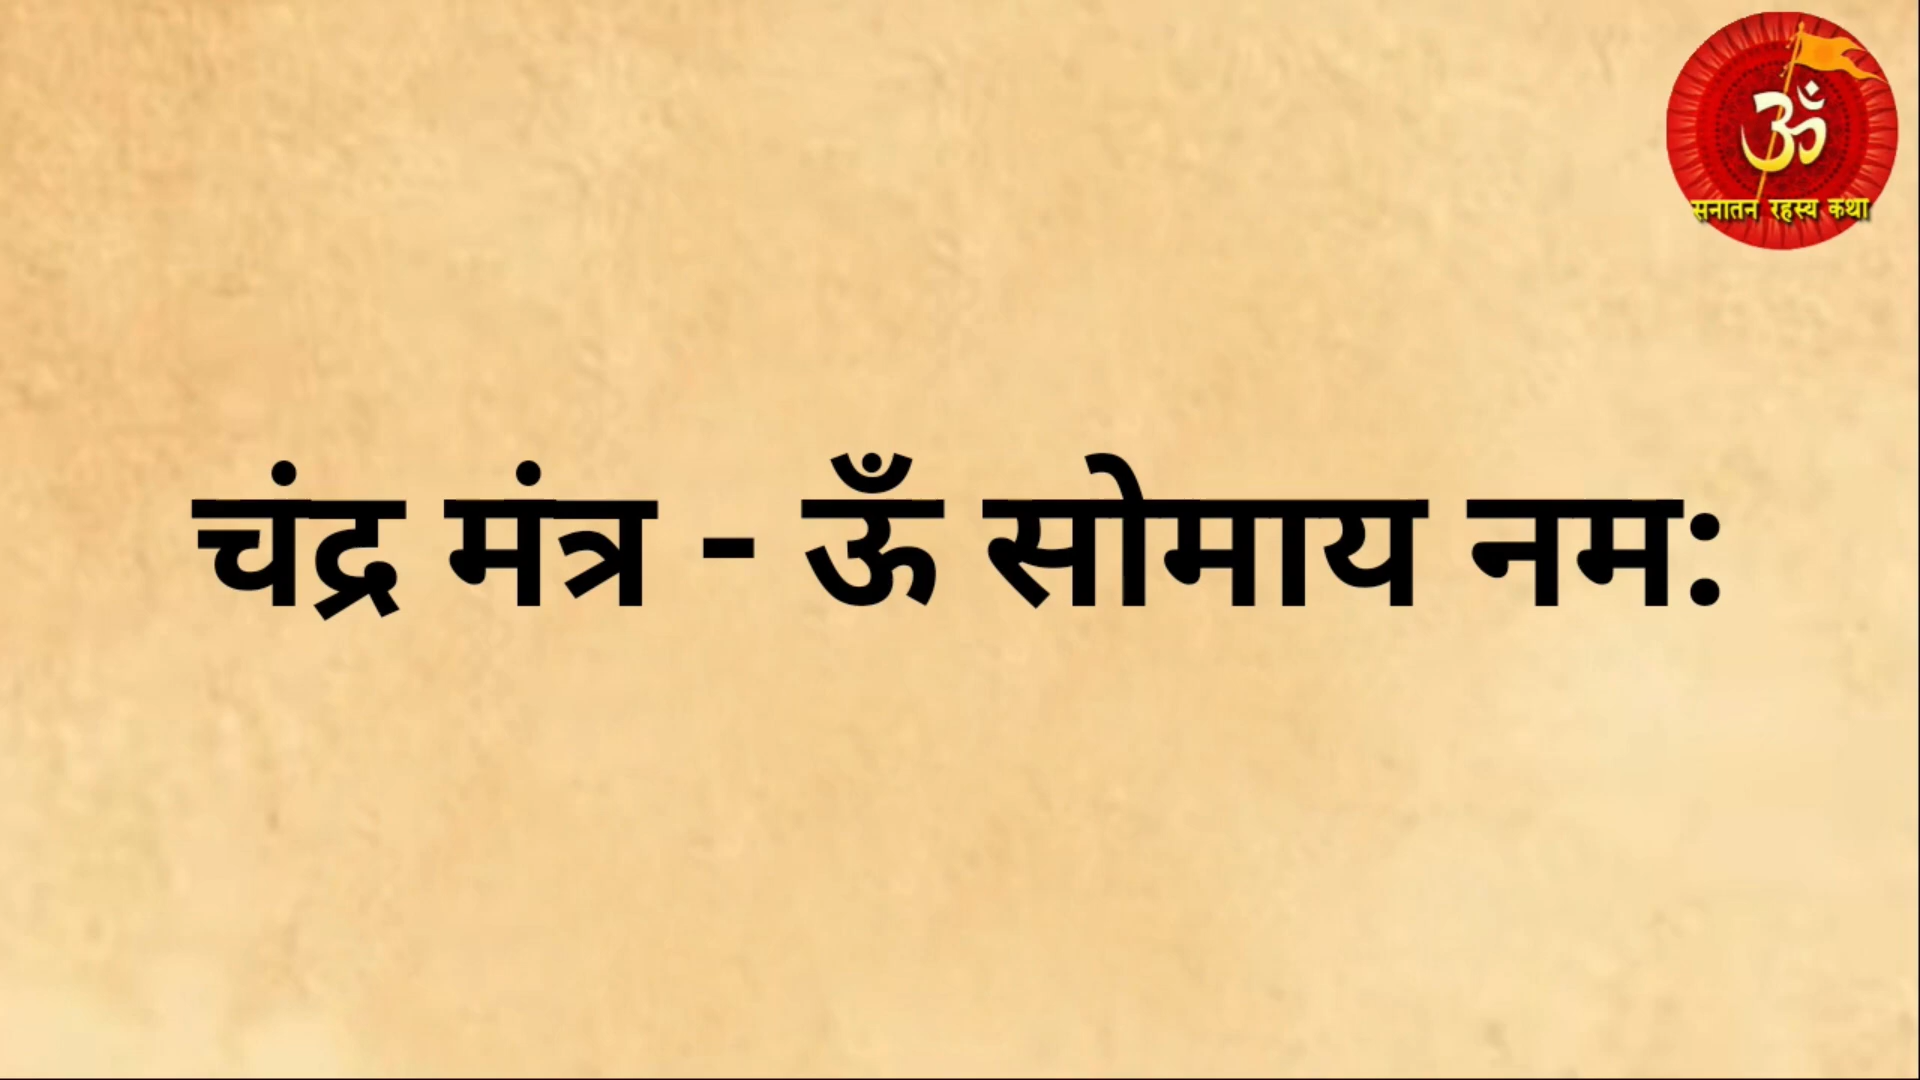 सनातन रहस्य कथा
चंद्र मंत्र - ऊँ सोमाय नम: